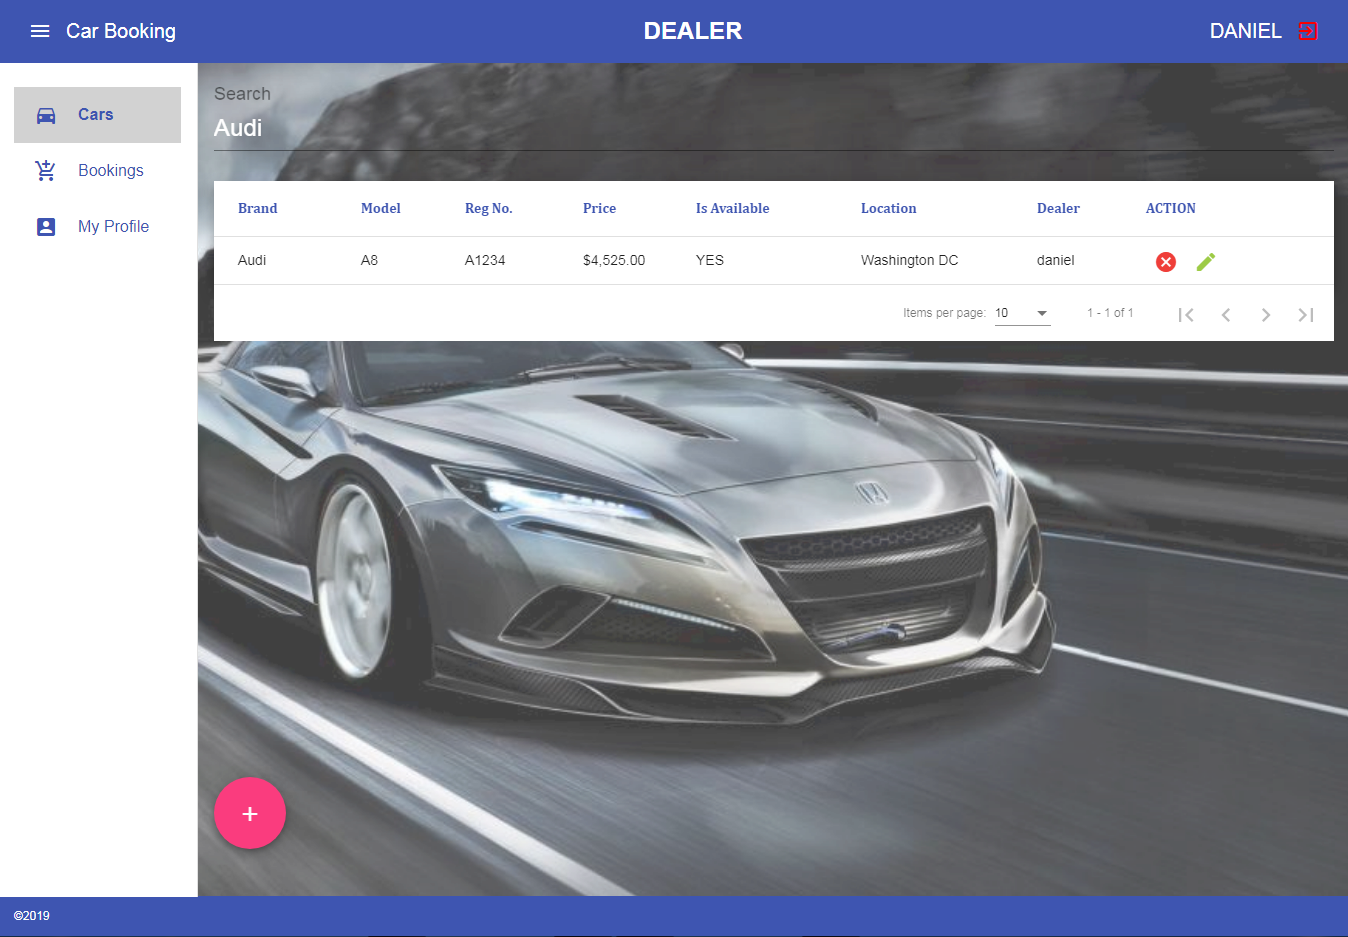 Car Booking
DEALER
DANIEL
Cars
Bookings
My Profile
Search
Audi
Brand Model Reg No. Price Is Available Location Dealer ACTION
Audi A8 A1234 $4,525.00 YES Washington DC daniel
Items per page: 10 1 - 1 of 1
+
©2019